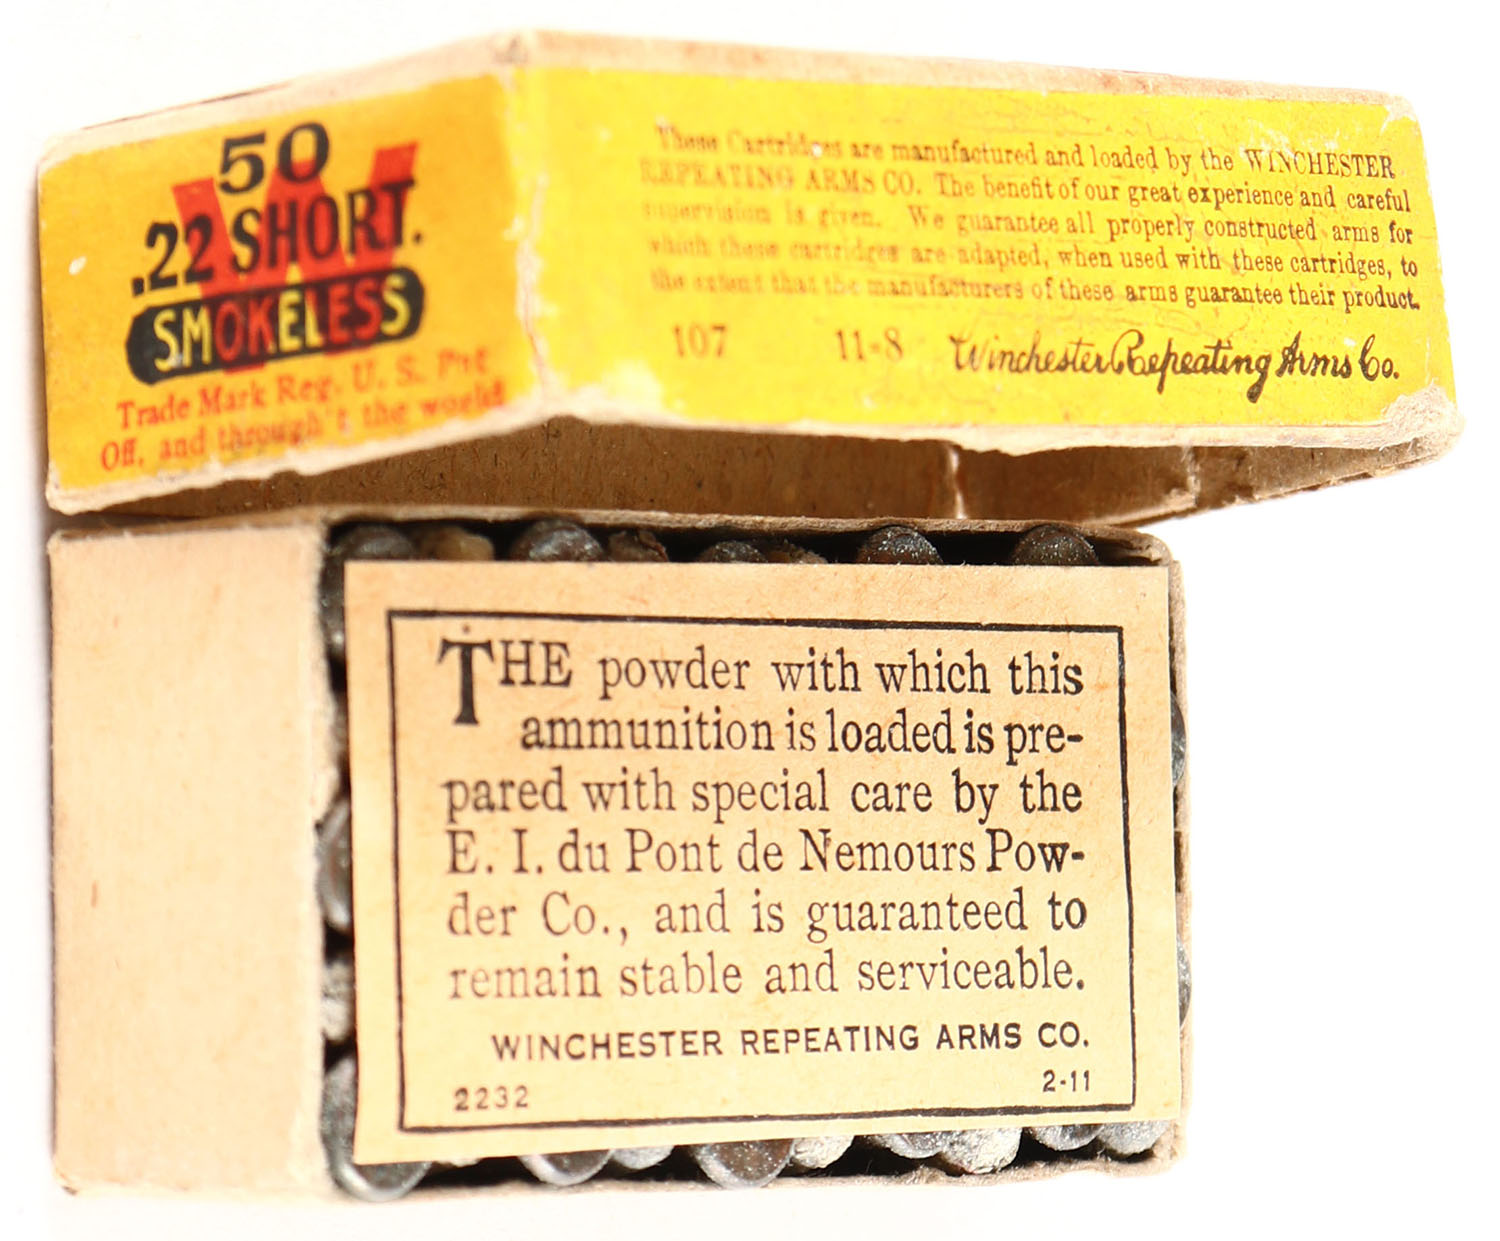 50
.22 SHORT.
SMOKELESS
W
Trade Mark Reg. U. S. Pat
Off. and through't the world
These Cartridges are manufactured and loaded by the WINCHESTER
REPEATING ARMS CO. The benefit of our great experience and careful
supervision is given. We guarantee all properly constructed arms for
which these cartridges are adapted, when used with these cartridges, to
the extent that the manufacturers of these arms guarantee their product.
107 11-8 Winchester Repeating Arms Co.
THE powder with which this
ammunition is loaded is pre-
pared with special care by the
E. I. du Pont de Nemours Pow-
der Co., and is guaranteed to
remain stable and serviceable.
WINCHESTER REPEATING ARMS CO.
2232 2-11